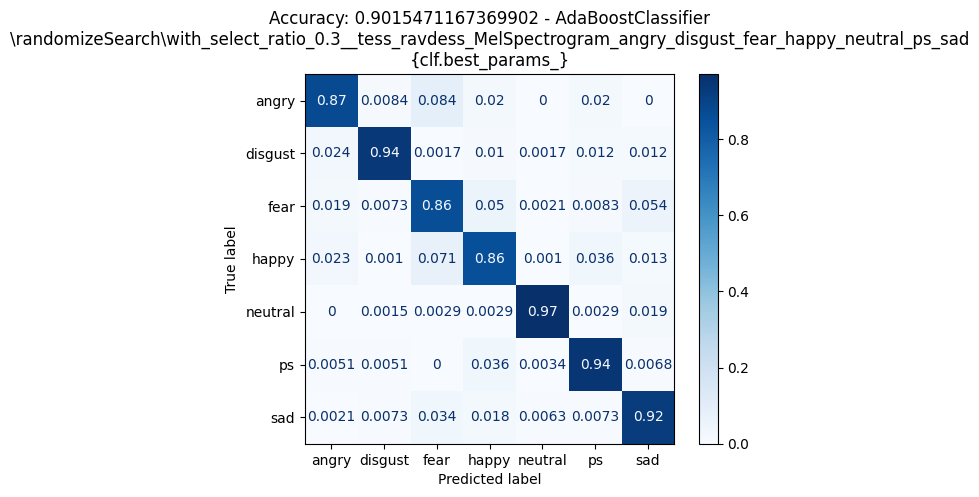 Accuracy: 0.9015471167369902 - AdaBoostClassifier
\randomizeSearch\with_select_ratio_0.3__tess_ravdess_MelSpectrogram_angry_disgust_fear_happy_neutral_ps_sad
{clf.best_params_}
True label
angry 0.87 0.0084 0.084 0.02 0 0.02 0
disgust 0.024 0.94 0.0017 0.01 0.0017 0.012 0.012
fear 0.019 0.0073 0.86 0.05 0.0021 0.0083 0.054
happy 0.023 0.001 0.071 0.86 0.001 0.036 0.013
neutral 0 0.0015 0.0029 0.0029 0.97 0.0029 0.019
ps 0.0051 0.0051 0 0.036 0.0034 0.94 0.0068
sad 0.0021 0.0073 0.034 0.018 0.0063 0.0073 0.92
angry disgust fear happy neutral ps sad
Predicted label
0.8
0.6
0.4
0.2
0.0